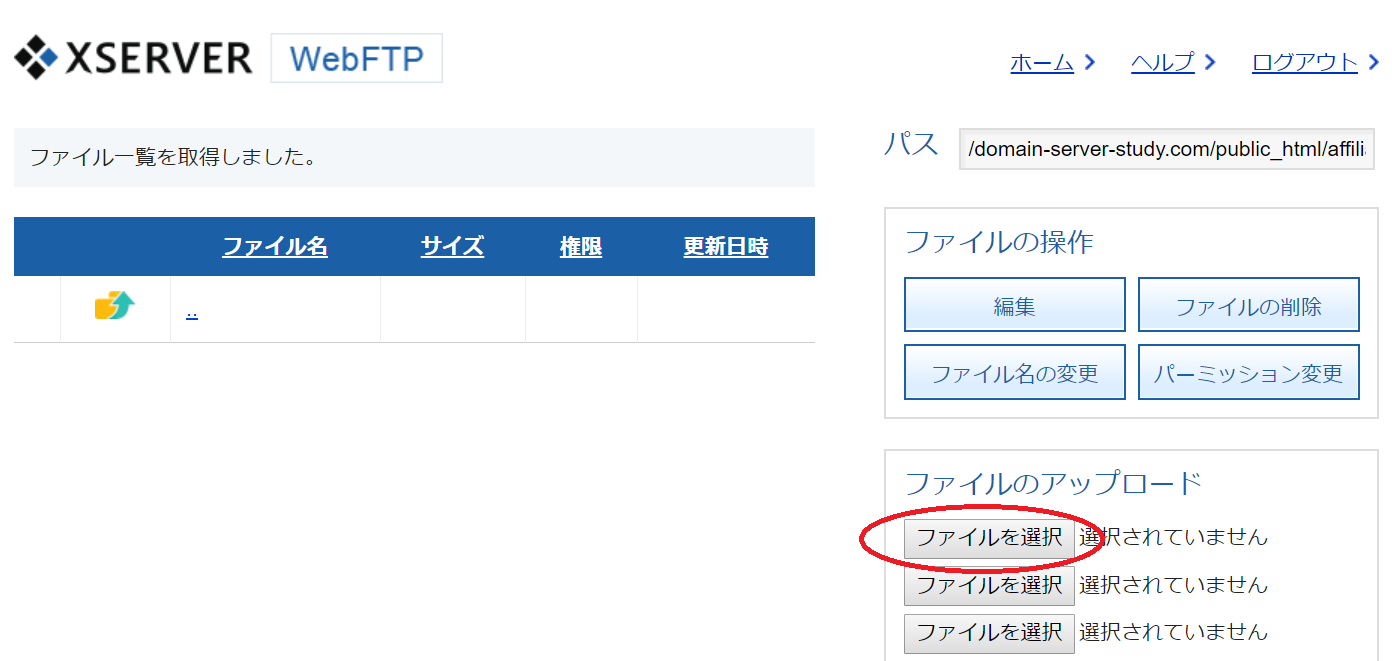 XSERVER WebFTP
ホーム ヘルプ ログアウト
ファイル一覧を取得しました。
ファイル名 サイズ 権限 更新日時
..
パス /domain-server-study.com/public_html/affili
ファイルの操作
編集 ファイルの削除
ファイル名の変更 パーミッション変更
ファイルのアップロード
ファイルを選択 選択されていません
ファイルを選択 選択されていません
ファイルを選択 選択されていません